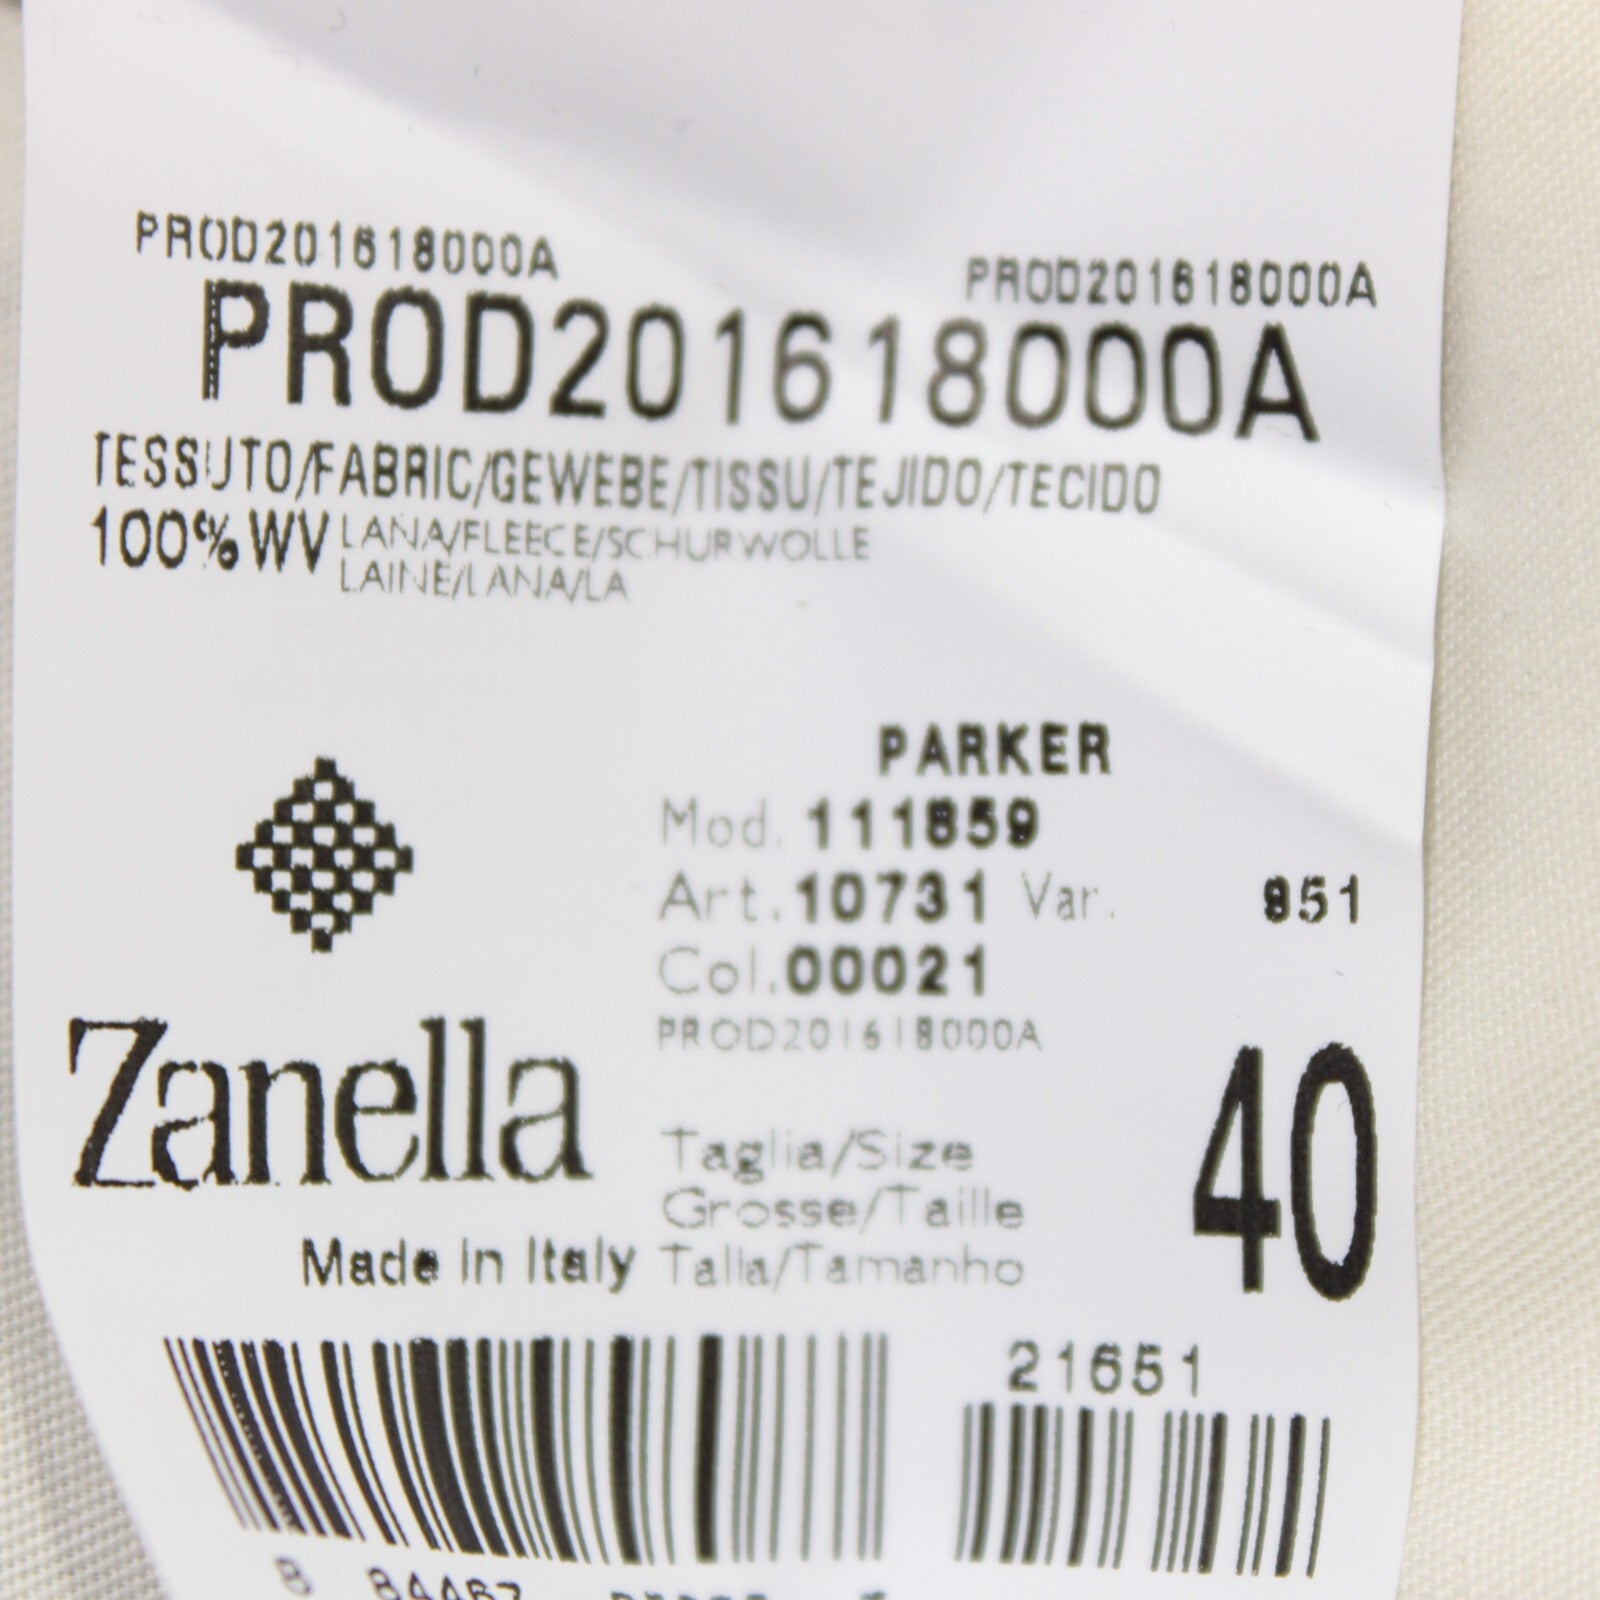 PROD201618000A
PROD201618000A
PROD201618000A
TESSUTO/FABRIC/GEWEBE/TISSU/TEJIDO/TECIDO
100% WV LANA/FLEECE/SCHURWOLLE
LAINE/LANA/LA
PARKER
Mod. 111859
Art. 10731 Var. 951
Col. 00021
PROD201618000A
Zanella
Made In Italy
Taglia/Size
Grosse/Taille
Talla/Tamanho
40
21651
8